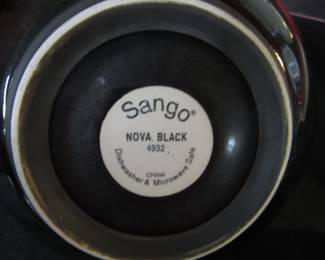 Sango®
NOVA BLACK
4932
CHINA
Dishwasher & Microwave Safe